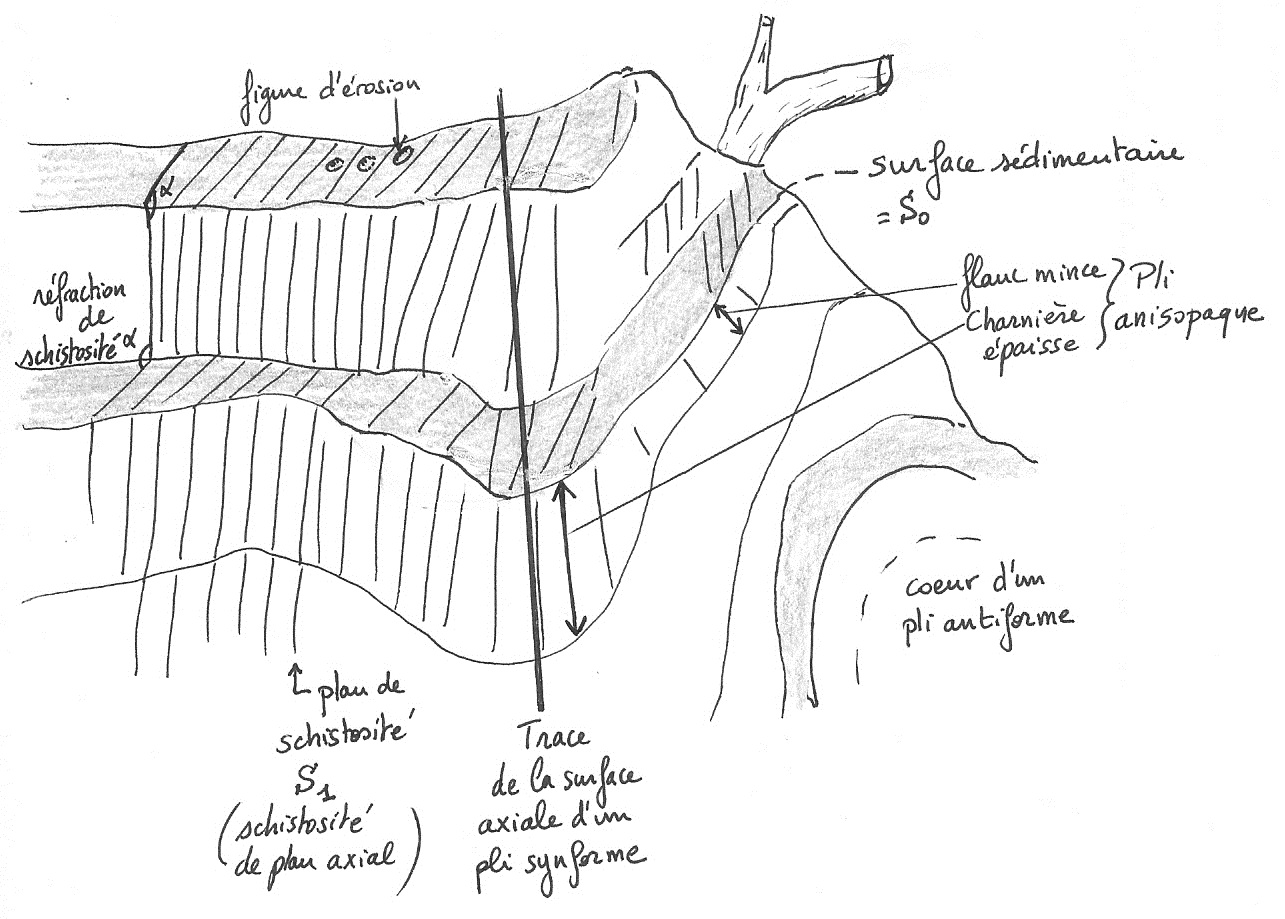 figure d'érosion
α
surface sédimentaire
= S0
flanc mince } Pli
Charnière } anisopaque
épaisse
réfraction
de
schistosité α
coeur d'un
pli antiforme
plan de
schistosité
S1
(schistosité
de plan axial)
Trace
de la surface
axiale d'un
pli synforme